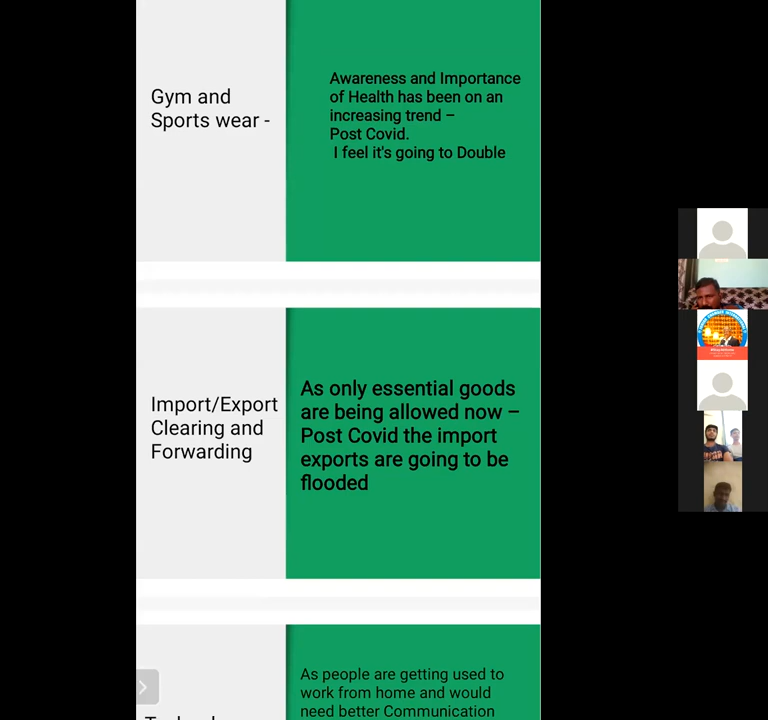 Gym and
Sports wear -
Awareness and Importance
of Health has been on an
increasing trend –
Post Covid.
I feel it's going to Double
Import/Export
Clearing and
Forwarding
As only essential goods
are being allowed now –
Post Covid the import
exports are going to be
flooded
As people are getting used to
work from home and would
need better Communication